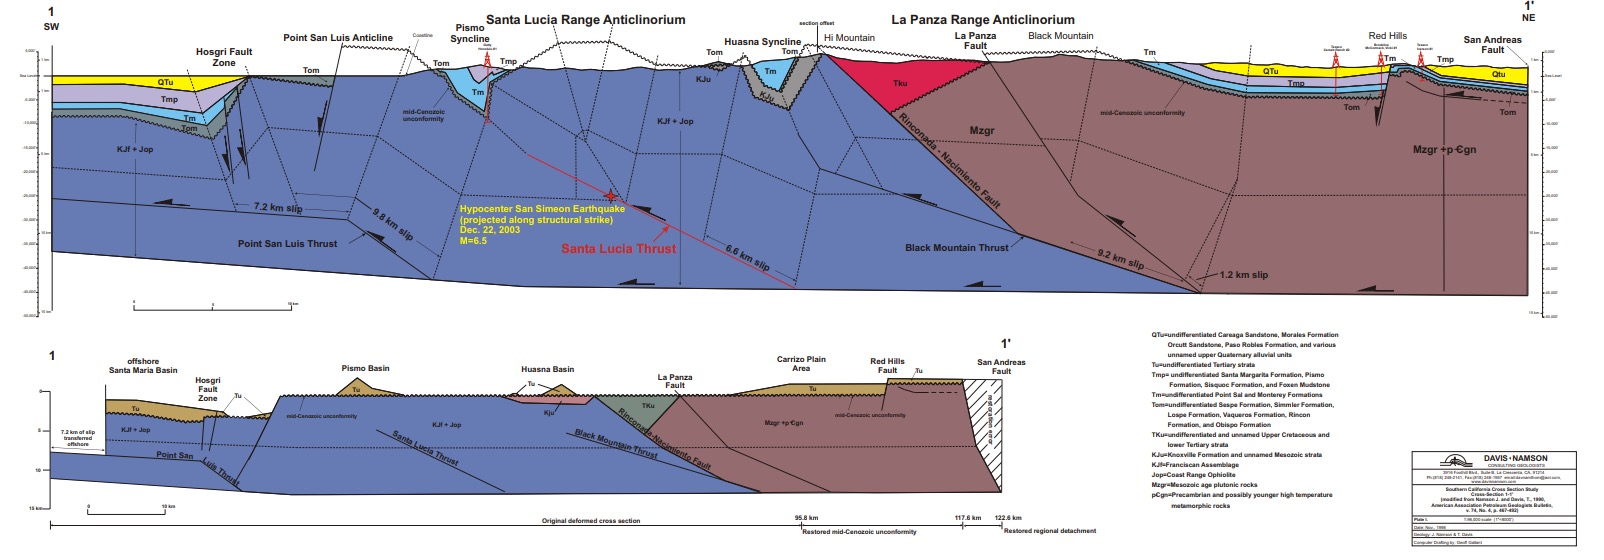 1
SW
Santa Lucia Range Anticlinorium
La Panza Range Anticlinorium
1'
NE
Hosgri Fault
Zone
Point San Luis Anticline
Coastline
Pismo
Syncline
Huasna Syncline
section offset
Hi Mountain
La Panza
Fault
Black Mountain
Red Hills
San Andreas
Fault
QTu
Tmp
Tm
Tom
KJf + Jop
Tom
Tom
Tm
Tmp
mid-Cenozoic
unconformity
Tom
KJu
Tm
KJf + Jop
Tku
Mzgr
Rinconada - Nacimiento Fault
Tm
mid-Cenozoic unconformity
QTu
Tmp
Tom
Tm
Tmp
Qtu
Tom
Mzgr +p-Ꞓgn
7.2 km slip
9.8 km slip
Point San Luis Thrust
Hypocenter San Simeon Earthquake
(projected along structural strike)
Dec. 22, 2003
M=6.5
Santa Lucia Thrust
6.6 km slip
Black Mountain Thrust
9.2 km slip
1.2 km slip
0
5
10 km
1
1'
offshore
Santa Maria Basin
Hosgri
Fault
Zone
Tu
Pismo Basin
Huasna Basin
La Panza
Fault
Carrizo Plain
Area
Red Hills
Fault
San Andreas
Fault
Tu
KJf + Jop
mid-Cenozoic unconformity
Tu
Tu
Kju
KJf + Jop
TKu
Tu
Tu
mid-Cenozoic unconformity
Mzgr +p-Ꞓgn
7.2 km of slip
transferred
offshore
Point San Luis Thrust
Santa Lucia Thrust
Black Mountain Thrust
Rinconada-Nacimiento Fault
0
5
10
15 km
0
10 km
Original deformed cross section
95.8 km
117.6 km
122.6 km
Restored mid-Cenozoic unconformity
Restored regional detachment
QTu=undifferentiated Careaga Sandstone, Morales Formation
Orcutt Sandstone, Paso Robles Formation, and various
unnamed upper Quaternary alluvial units
Tu=undifferentiated Tertiary strata
Tmp= undifferentiated Santa Margarita Formation, Pismo
Formation, Sisquoc Formation, and Foxen Mudstone
Tm=undifferentiated Point Sal and Monterey Formations
Tom=undifferentiated Sespe Formation, Simmler Formation,
Lospe Formation, Vaqueros Formation, Rincon
Formation, and Obispo Formation
TKu=undifferentiated and unnamed Upper Cretaceous and
lower Tertiary strata
KJu=Knoxville Formation and unnamed Mesozoic strata
KJf=Franciscan Assemblage
Jop=Coast Range Ophiolite
Mzgr=Mesozoic age plutonic rocks
pꞒgn=Precambrian and possibly younger high temperature
metamorphic rocks
DAVIS•NAMSON
CONSULTING GEOLOGISTS
Southern California Cross Section Study
Cross-Section 1-1'
(modified from Namson J. and Davis, T., 1990,
American Association Petroleum Geologists Bulletin,
v. 74, No. 4, p. 467-492)
Plate I.
Date: Nov., 1998
Geology: J. Namson & T. Davis
Computer Drafting by: Geoff Gallant